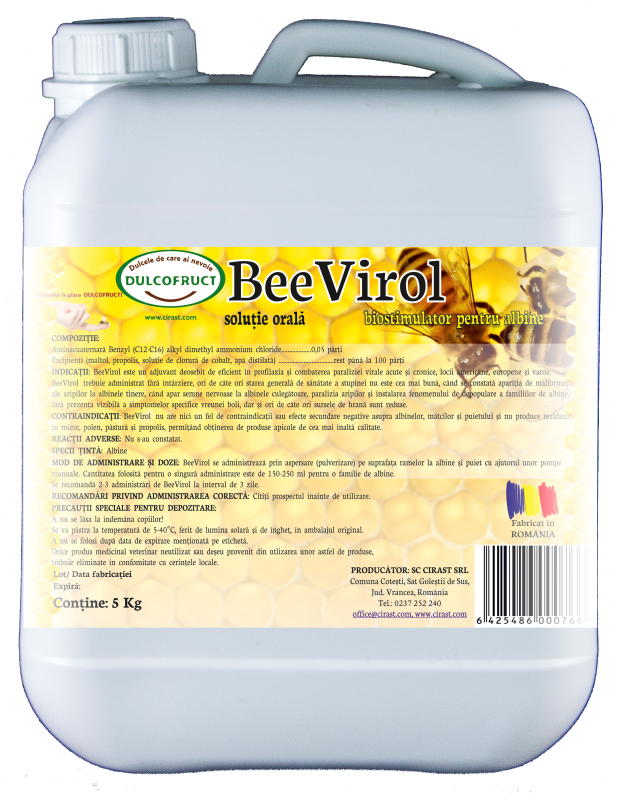 Dulcele de care ai nevoie
DULCOFRUCT
BeeVirol
le place DULCOFRUCT!
www.cirast.com
soluție orală
biostimulator pentru albine
COMPOZIȚIE:
Aminăcuaternară Benzyl (C12-C16) alkyl dimethyl ammonium chloride...............0,05 părți
Excipienți (maltol, propolis, soluție de clorură de cobalt, apă distilată) ...........................rest până la 100 părți
INDICAȚII: BeeVirol este un adjuvant deosebit de eficient în profilaxia și combaterea paraliziei virale acute și cronice, locii americane, europene și varoo.
BeeVirol trebuie administrat fără întârziere, ori de câte ori starea generală de sănătate a stupinei nu este cea mai bună, când se constată apariția de malformații
ale aripilor la albinele tinere, când apar semne nervoase la albinele culegătoare, paralizia aripilor și instalarea fenomenului de depopulare a familiilor de albine,
fără prezența vizibilă a simptomelor specifice vreunei boli, dar și ori de câte ori sursele de hrană sunt reduse.
CONTRAINDICAȚII: BeeVirol nu are nici un fel de contraindicații sau efecte secundare negative asupra albinelor, mătcilor și puietului și nu produce reziduuri
în miere, polen, păstură și propolis, permițând obținerea de produse apicole de cea mai înaltă calitate.
REACȚII ADVERSE: Nu s-au constatat.
SPECII ȚINTĂ: Albine
MOD DE ADMINISTRARE ȘI DOZE: BeeVirol se administrează prin aspersare (pulverizare) pe suprafața ramelor la albine și puiet cu ajutorul unor pompe
manuale. Cantitatea folosită pentru o singură administrare este de 150-250 ml pentru o familie de albine.
Se recomandă 2-3 administrări de BeeVirol la interval de 3 zile.
RECOMANDĂRI PRIVIND ADMINISTRAREA CORECTĂ: Citiți prospectul înainte de utilizare.
PRECAUȚII SPECIALE PENTRU DEPOZITARE:
A nu se lăsa la îndemâna copiilor!
Se va păstra la temperatură de 5-40°C, ferit de lumina solară și de îngheț, în ambalajul original.
A nu se folosi după data de expirare menționată pe etichetă.
Orice produs medicinal veterinar neutilizat sau deșeu provenit din utlizarea unor astfel de produse,
trebuie eliminate în confomitate cu cerințele locale.
Fabricat în
ROMÂNIA
Lot/ Data fabricației
Expiră:
Conține: 5 Kg
PRODUCĂTOR: SC CIRAST SRL
Comuna Cotești, Sat Goleștii de Sus,
Jud. Vrancea, România
Tel.: 0237 252 240
office@cirast.com, www.cirast.com
6 425486 000766